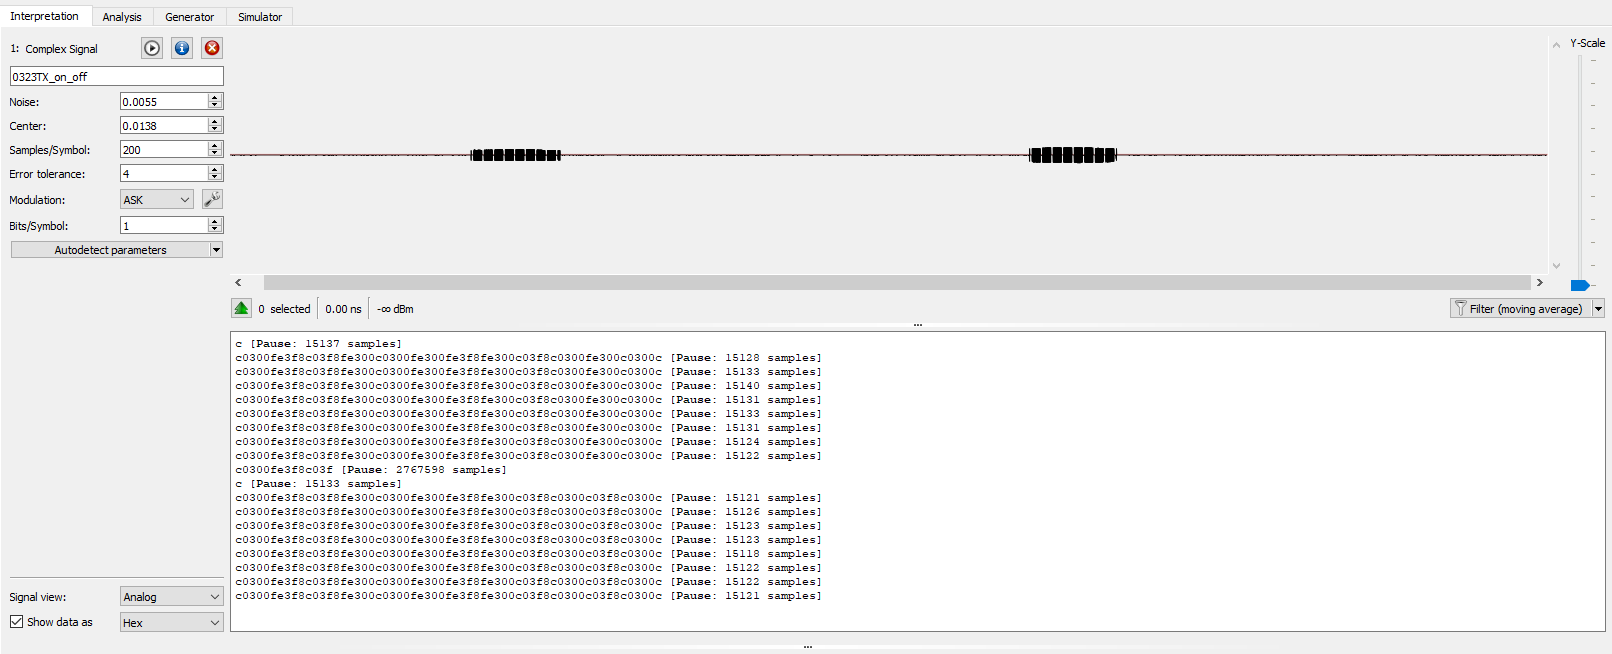 Interpretation Analysis Generator Simulator
1: Complex Signal
Y-Scale
0323TX_on_off
Noise: 0.0055
Center: 0.0138
Samples/Symbol: 200
Error tolerance: 4
Modulation: ASK
Bits/Symbol: 1
Autodetect parameters
0 selected 0.00 ns -∞ dBm
Filter (moving average)
c [Pause: 15137 samples]
c0300fe3f8c03f8fe300c0300fe300fe3f8fe300c03f8c0300fe300c0300c [Pause: 15128 samples]
c0300fe3f8c03f8fe300c0300fe300fe3f8fe300c03f8c0300fe300c0300c [Pause: 15133 samples]
c0300fe3f8c03f8fe300c0300fe300fe3f8fe300c03f8c0300fe300c0300c [Pause: 15140 samples]
c0300fe3f8c03f8fe300c0300fe300fe3f8fe300c03f8c0300fe300c0300c [Pause: 15131 samples]
c0300fe3f8c03f8fe300c0300fe300fe3f8fe300c03f8c0300fe300c0300c [Pause: 15133 samples]
c0300fe3f8c03f8fe300c0300fe300fe3f8fe300c03f8c0300fe300c0300c [Pause: 15131 samples]
c0300fe3f8c03f8fe300c0300fe300fe3f8fe300c03f8c0300fe300c0300c [Pause: 15124 samples]
c0300fe3f8c03f8fe300c0300fe300fe3f8fe300c03f8c0300fe300c0300c [Pause: 15122 samples]
c0300fe3f8c03f [Pause: 2767598 samples]
c [Pause: 15133 samples]
c0300fe3f8c03f8fe300c0300fe300fe3f8fe300c03f8c0300c03f8c0300c [Pause: 15121 samples]
c0300fe3f8c03f8fe300c0300fe300fe3f8fe300c03f8c0300c03f8c0300c [Pause: 15126 samples]
c0300fe3f8c03f8fe300c0300fe300fe3f8fe300c03f8c0300c03f8c0300c [Pause: 15123 samples]
c0300fe3f8c03f8fe300c0300fe300fe3f8fe300c03f8c0300c03f8c0300c [Pause: 15123 samples]
c0300fe3f8c03f8fe300c0300fe300fe3f8fe300c03f8c0300c03f8c0300c [Pause: 15118 samples]
c0300fe3f8c03f8fe300c0300fe300fe3f8fe300c03f8c0300c03f8c0300c [Pause: 15122 samples]
c0300fe3f8c03f8fe300c0300fe300fe3f8fe300c03f8c0300c03f8c0300c [Pause: 15122 samples]
c0300fe3f8c03f8fe300c0300fe300fe3f8fe300c03f8c0300c03f8c0300c [Pause: 15121 samples]
Signal view: Analog
Show data as Hex